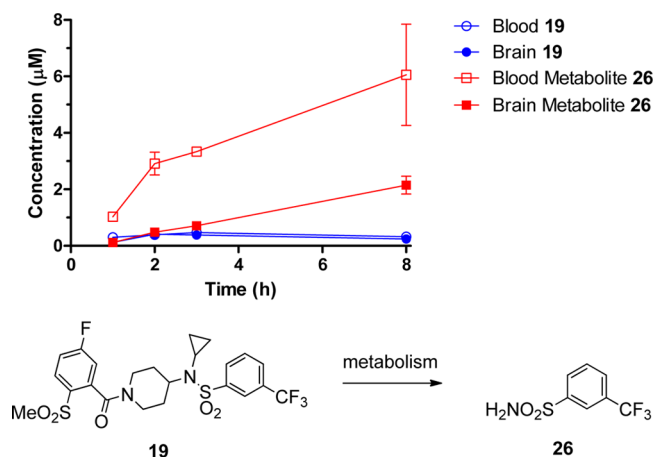 Concentration (μM)
8
6
4
2
0
0 2 4 6 8
Time (h)
Blood 19
Brain 19
Blood Metabolite 26
Brain Metabolite 26
F
MeO₂S
O
N
N
S
O₂
CF₃
19
metabolism
H₂NO₂S
CF₃
26